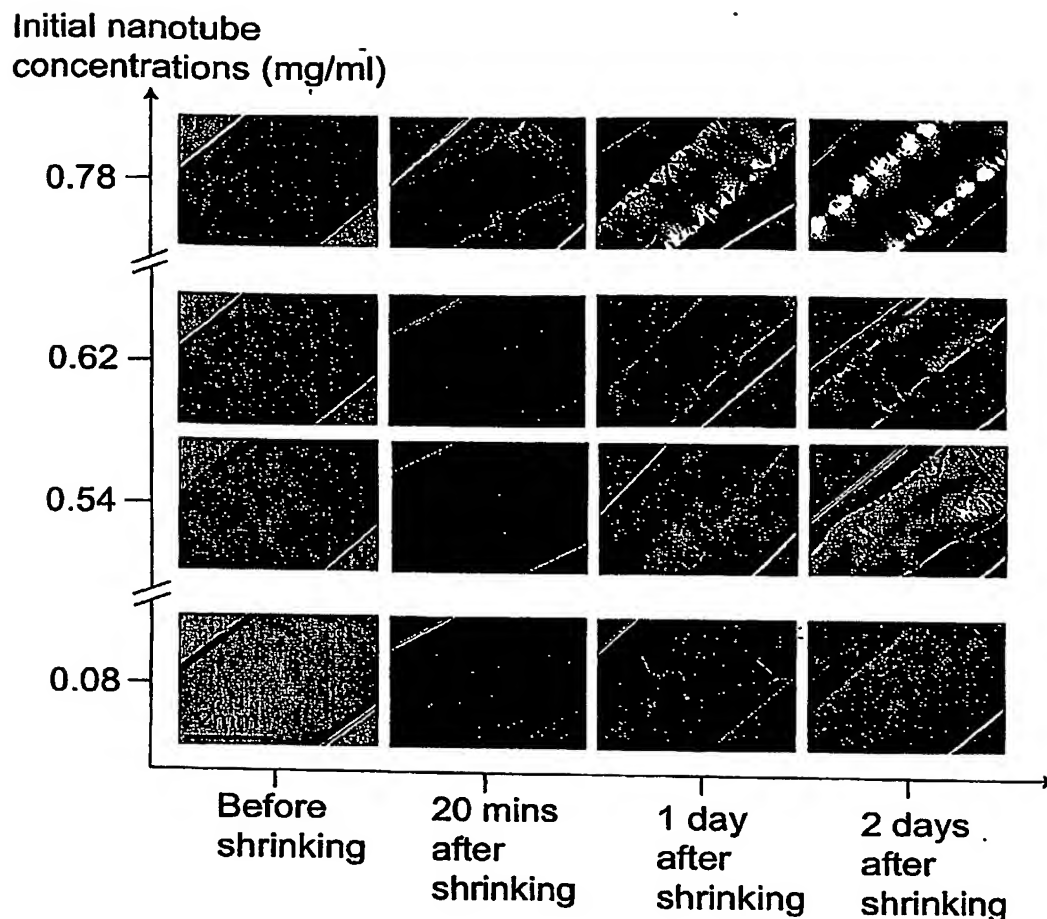 Initial nanotube
concentrations (mg/ml)
0.78
0.62
0.54
0.08
Before
shrinking
20 mins
after
shrinking
1 day
after
shrinking
2 days
after
shrinking